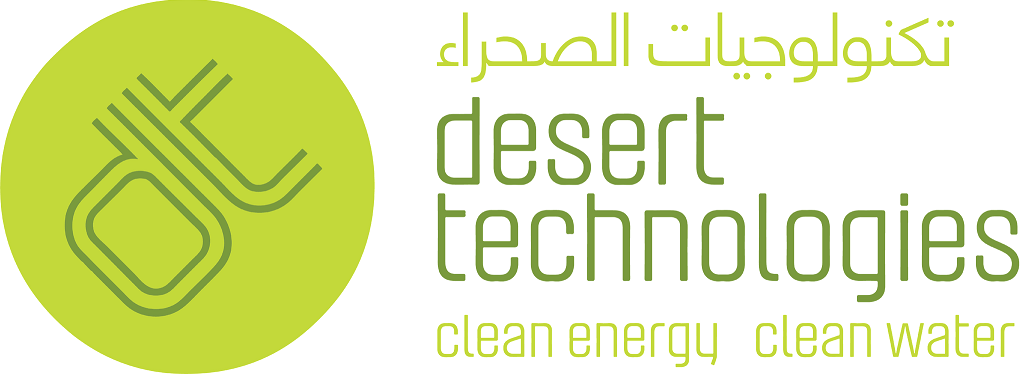 تكنولوجيات الصحراء
desert
technologies
clean energy clean water